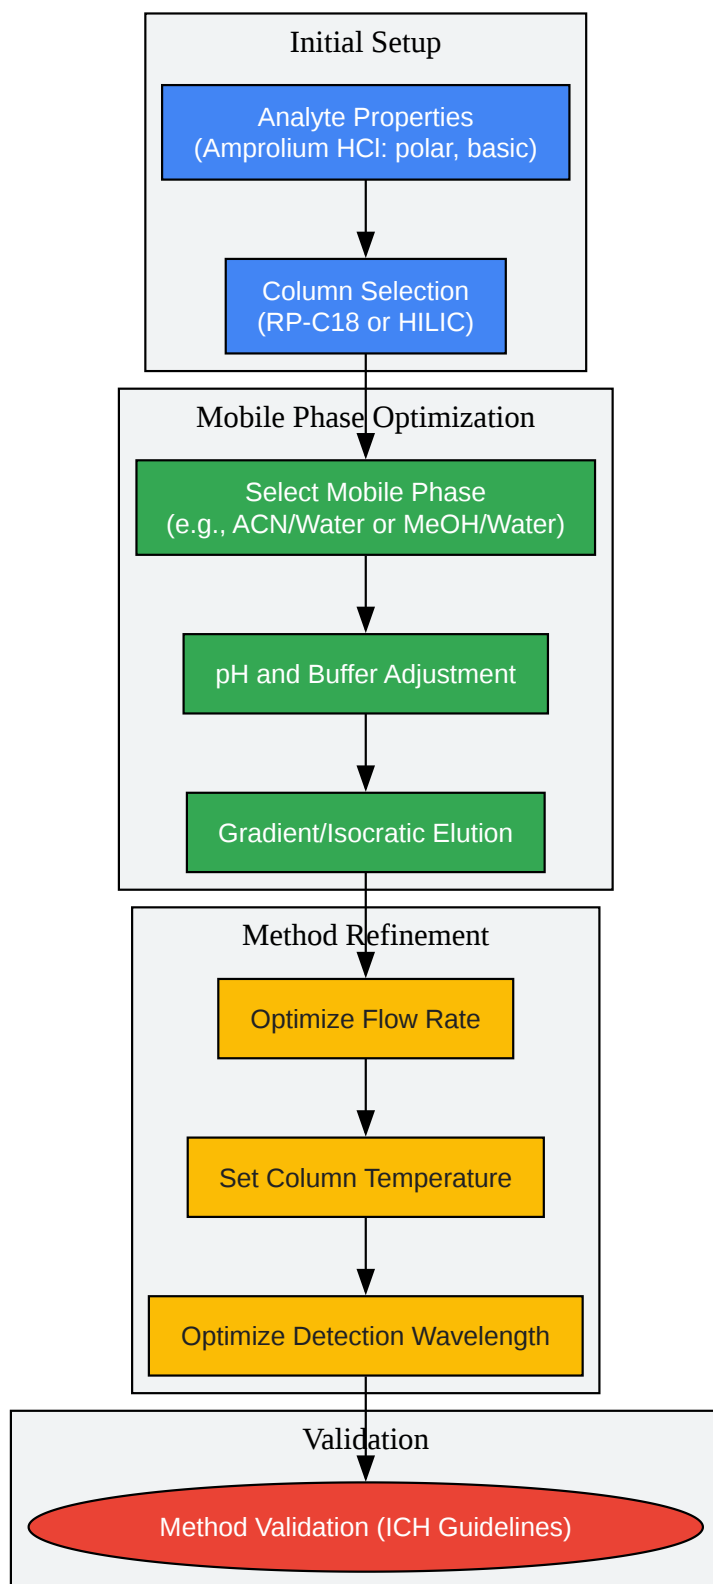 Initial Setup
Analyte Properties
(Amprolium HCl: polar, basic)
Column Selection
(RP-C18 or HILIC)
Mobile Phase Optimization
Select Mobile Phase
(e.g., ACN/Water or MeOH/Water)
pH and Buffer Adjustment
Gradient/Isocratic Elution
Method Refinement
Optimize Flow Rate
Set Column Temperature
Optimize Detection Wavelength
Validation
Method Validation (ICH Guidelines)